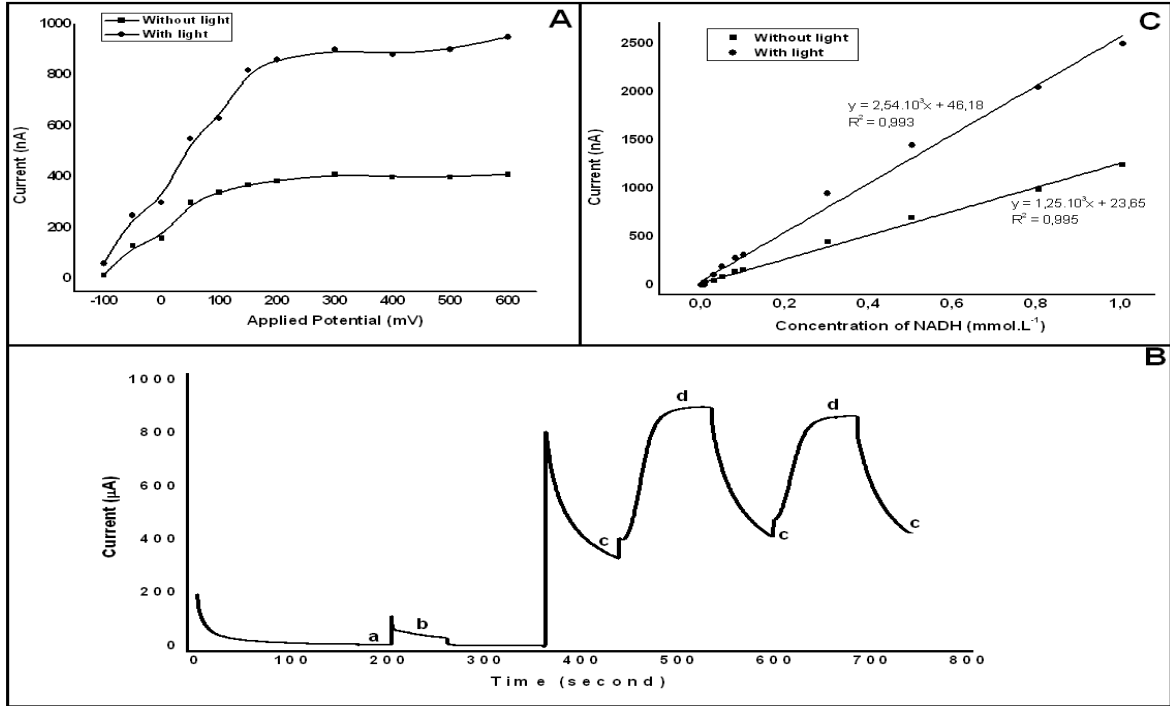 A
Without light
With light
1000
800
600
400
200
0
Current (nA)
-100 0 100 200 300 400 500 600
Applied Potential (mV)
C
Without light
With light
2500
2000
1500
1000
500
0
Current (nA)
y = 2,54.10³x + 46,18
R² = 0,993
y = 1,25.10³x + 23,65
R² = 0,995
0,0 0,2 0,4 0,6 0,8 1,0
Concentration of NADH (mmol.L⁻¹)
B
1000
800
600
400
200
0
Current (µA)
a
b
c
d
c
d
c
0 100 200 300 400 500 600 700 800
Time (second)